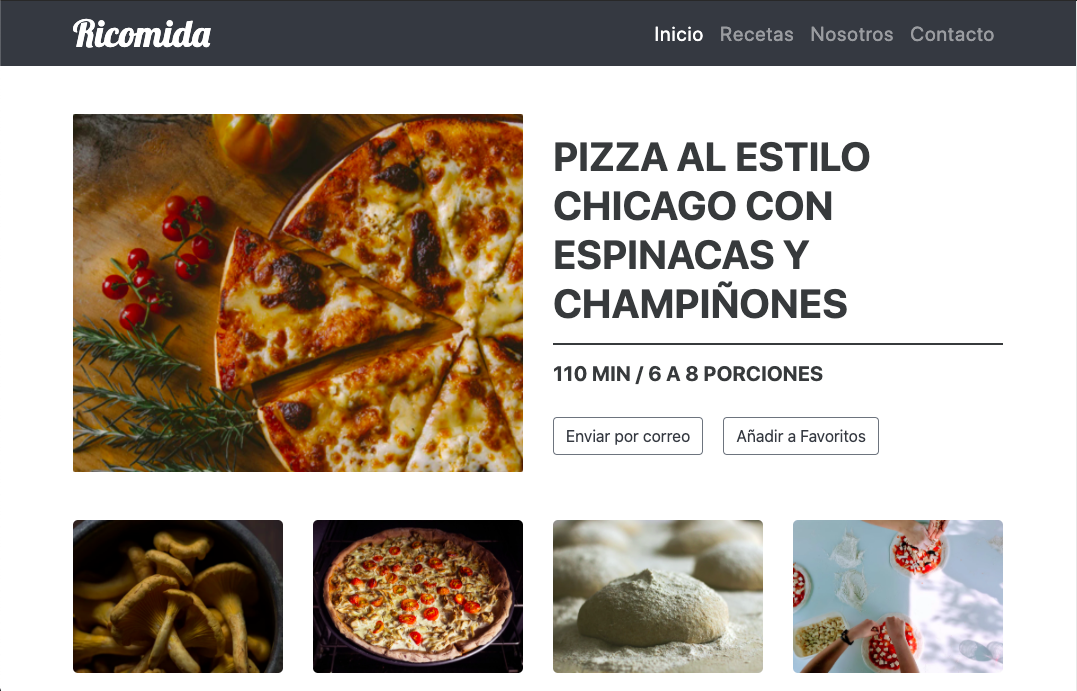 Ricomida
Inicio Recetas Nosotros Contacto
PIZZA AL ESTILO
CHICAGO CON
ESPINACAS Y
CHAMPIÑONES
110 MIN / 6 A 8 PORCIONES
Enviar por correo
Añadir a Favoritos